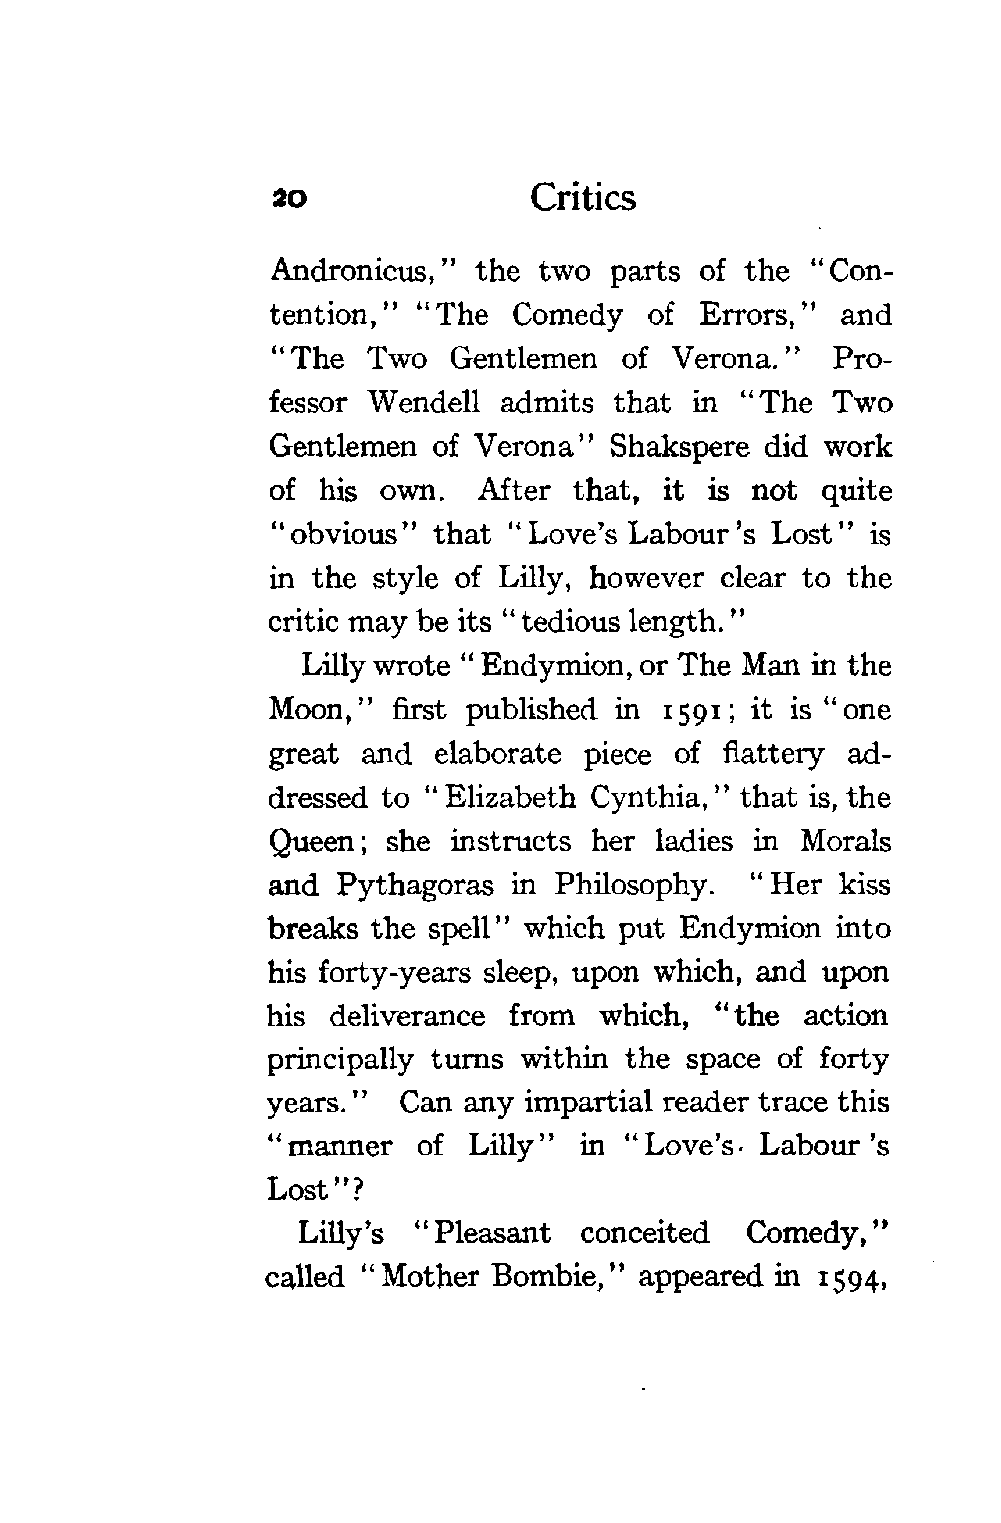 20 Critics
Andronicus," the two parts of the "Con-
tention," "The Comedy of Errors," and
"The Two Gentlemen of Verona." Pro-
fessor Wendell admits that in "The Two
Gentlemen of Verona" Shakspere did work
of his own. After that, it is not quite
"obvious" that "Love's Labour's Lost" is
in the style of Lilly, however clear to the
critic may be its "tedious length."
Lilly wrote "Endymion, or The Man in the
Moon," first published in 1591; it is "one
great and elaborate piece of flattery ad-
dressed to "Elizabeth Cynthia," that is, the
Queen; she instructs her ladies in Morals
and Pythagoras in Philosophy. "Her kiss
breaks the spell" which put Endymion into
his forty-years sleep, upon which, and upon
his deliverance from which, "the action
principally turns within the space of forty
years." Can any impartial reader trace this
"manner of Lilly" in "Love's Labour's
Lost"?
Lilly's "Pleasant conceited Comedy,"
called "Mother Bombie," appeared in 1594,